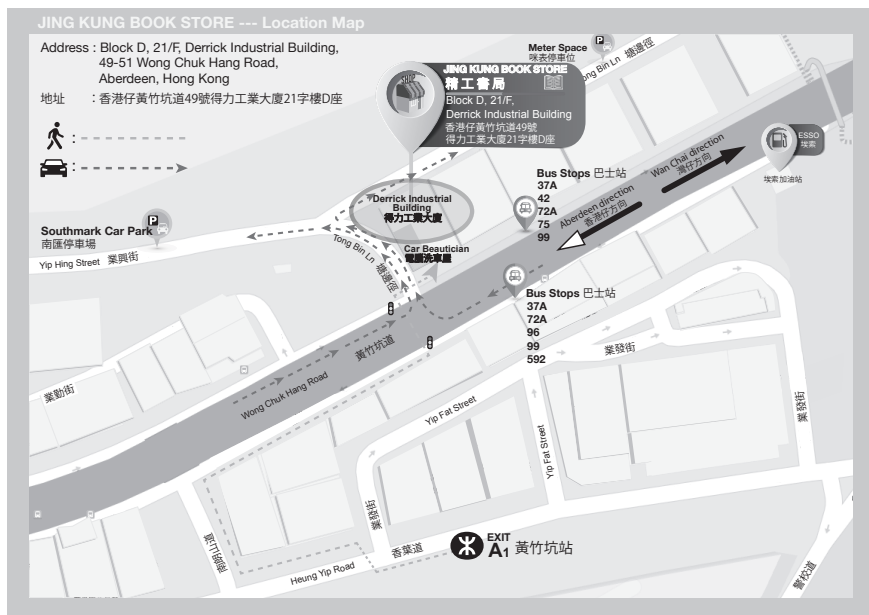 JING KUNG BOOK STORE --- Location Map
Address : Block D, 21/F, Derrick Industrial Building,
49-51 Wong Chuk Hang Road,
Aberdeen, Hong Kong
地址 ：香港仔黃竹坑道49號得力工業大廈21字樓D座
:
:
Meter Space
咪表停車位
P
Tong Bin Ln 塘邊徑
SHOP
JING KUNG BOOK STORE
精工書局
Block D, 21/F,
Derrick Industrial Building
香港仔黃竹坑道49號
得力工業大廈21字樓D座
ESSO
埃索
埃索加油站
Wan Chai direction
灣仔方向
Aberdeen direction
香港仔方向
Bus Stops 巴士站
37A
42
72A
75
99
Derrick Industrial
Building
得力工業大廈
P
Southmark Car Park
南匯停車場
Yip Hing Street 業興街
Tong Bin Ln 塘邊徑
Car Beautician
電腦洗車屋
Bus Stops 巴士站
37A
72A
96
99
592
黃竹坑道
Wong Chuk Hang Road
業勤街
業發街
Yip Fat Street
Yip Fat Street
業發街
業發街
南朗山道
香葉道
Heung Yip Road
EXIT
A1 黃竹坑站
警校道